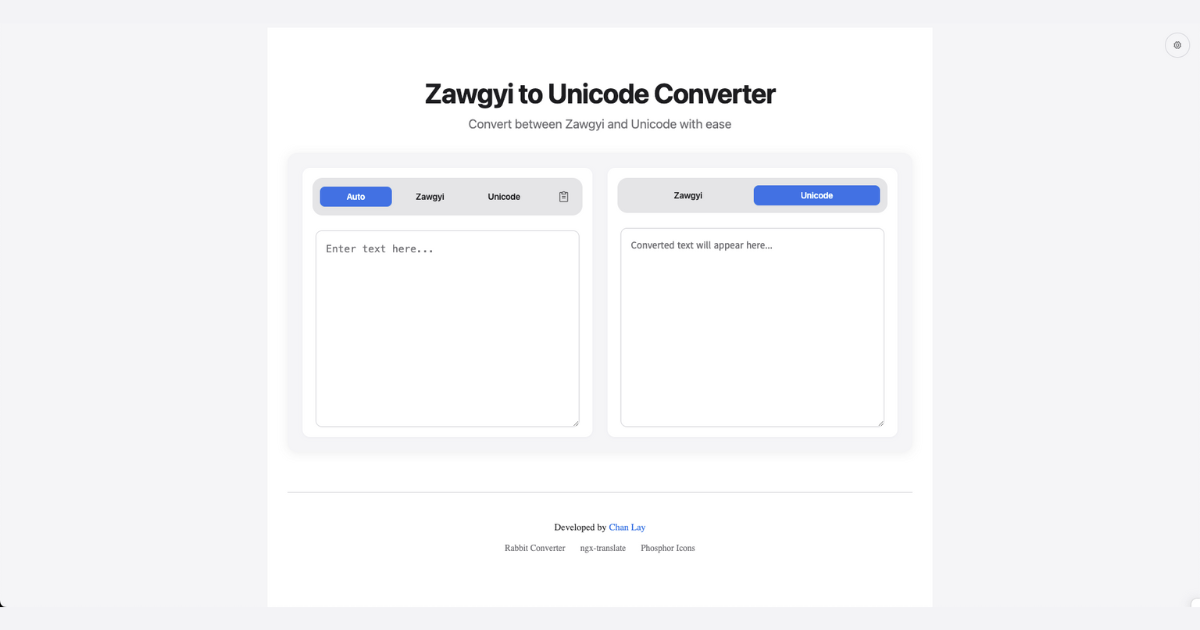 Zawgyi to Unicode Converter
Convert between Zawgyi and Unicode with ease
Auto Zawgyi Unicode
Zawgyi Unicode
Enter text here...
Converted text will appear here...
Developed by Chan Lay
Rabbit Converter ngx-translate Phosphor Icons